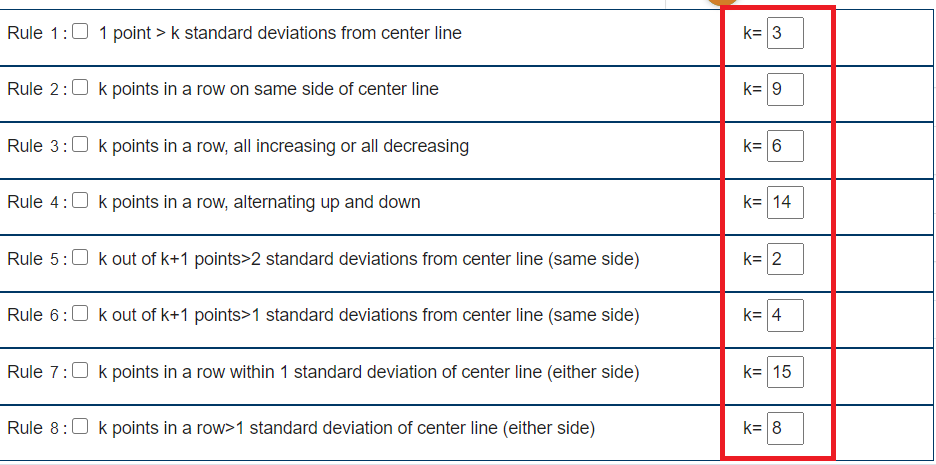 Rule 1: 1 point > k standard deviations from center line k= 3
Rule 2: k points in a row on same side of center line k= 9
Rule 3: k points in a row, all increasing or all decreasing k= 6
Rule 4: k points in a row, alternating up and down k= 14
Rule 5: k out of k+1 points>2 standard deviations from center line (same side) k= 2
Rule 6: k out of k+1 points>1 standard deviations from center line (same side) k= 4
Rule 7: k points in a row within 1 standard deviation of center line (either side) k= 15
Rule 8: k points in a row>1 standard deviation of center line (either side) k= 8